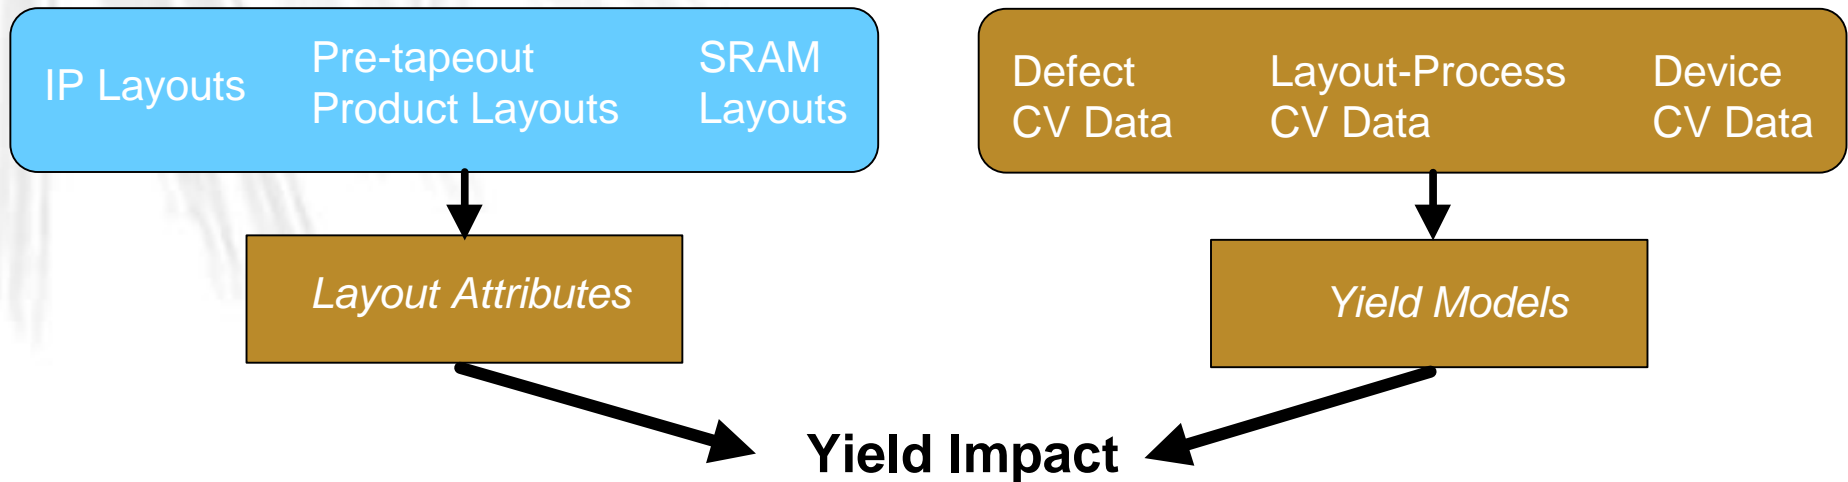 IP Layouts
Pre-tapeout
Product Layouts
SRAM
Layouts
Defect
CV Data
Layout-Process
CV Data
Device
CV Data
Layout Attributes
Yield Models
Yield Impact